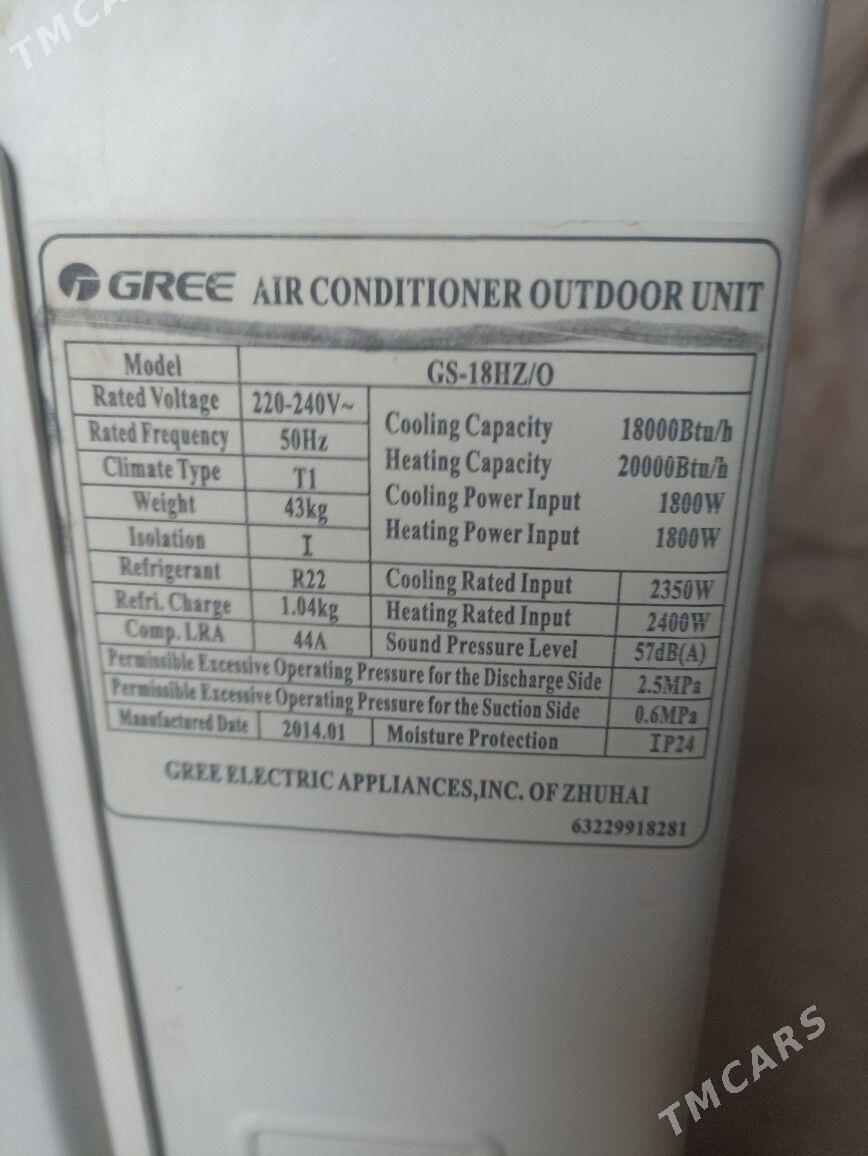 TMCARS
GREE AIR CONDITIONER OUTDOOR UNIT
Model GS-18HZ/O
Rated Voltage 220-240V~
Rated Frequency 50Hz
Climate Type T1
Weight 43kg
Isolation I
Refrigerant R22
Refri. Charge 1.04kg
Comp. LRA 44A
Cooling Capacity 18000Btu/h
Heating Capacity 20000Btu/h
Cooling Power Input 1800W
Heating Power Input 1800W
Cooling Rated Input 2350W
Heating Rated Input 2400W
Sound Pressure Level 57dB(A)
Permissible Excessive Operating Pressure for the Discharge Side 2.5MPa
Permissible Excessive Operating Pressure for the Suction Side 0.6MPa
Manufactured Date 2014.01 Moisture Protection IP24
GREE ELECTRIC APPLIANCES,INC. OF ZHUHAI
63229918281
TMCARS